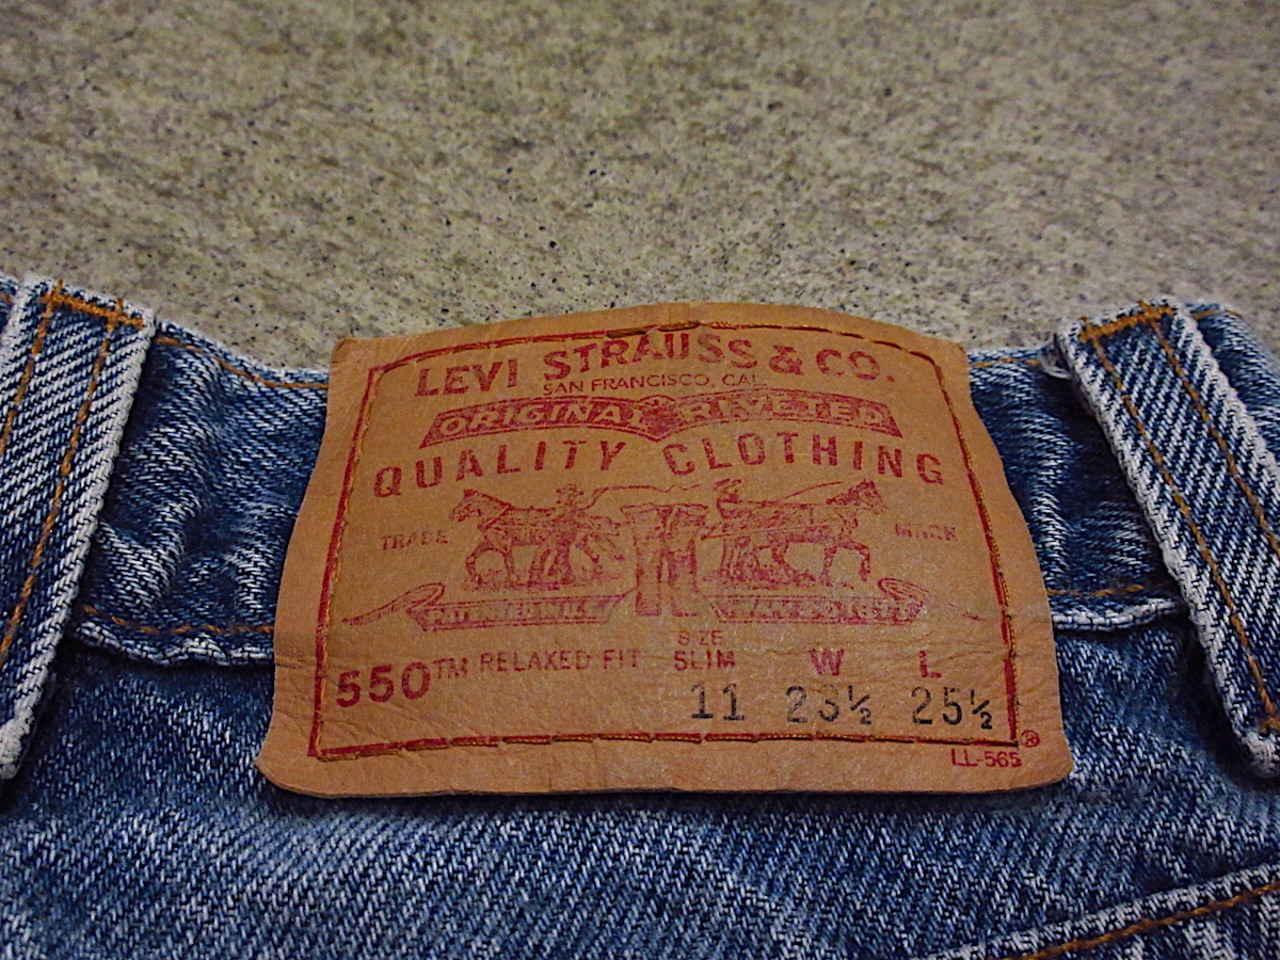 LEVI STRAUSS & CO.
SAN FRANCISCO, CAL.
ORIGINAL RIVETED
QUALITY CLOTHING
TRADE MARK
SIZE
550™ RELAXED FIT SLIM W L
11 23½ 25½
®
LL-565